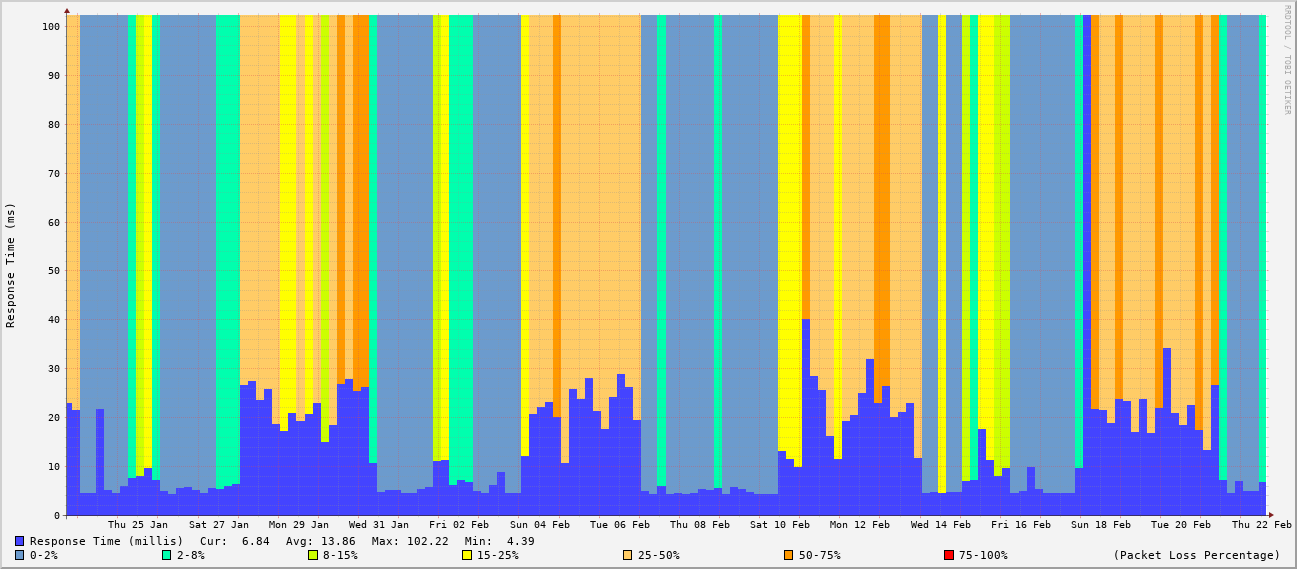 RRDTOOL / TOBI OETIKER
Response Time (ms)
100
90
80
70
60
50
40
30
20
10
0
Thu 25 Jan Sat 27 Jan Mon 29 Jan Wed 31 Jan Fri 02 Feb Sun 04 Feb Tue 06 Feb Thu 08 Feb Sat 10 Feb Mon 12 Feb Wed 14 Feb Fri 16 Feb Sun 18 Feb Tue 20 Feb Thu 22 Feb
Response Time (millis) Cur: 6.84 Avg: 13.86 Max: 102.22 Min: 4.39
0-2% 2-8% 8-15% 15-25% 25-50% 50-75% 75-100% (Packet Loss Percentage)